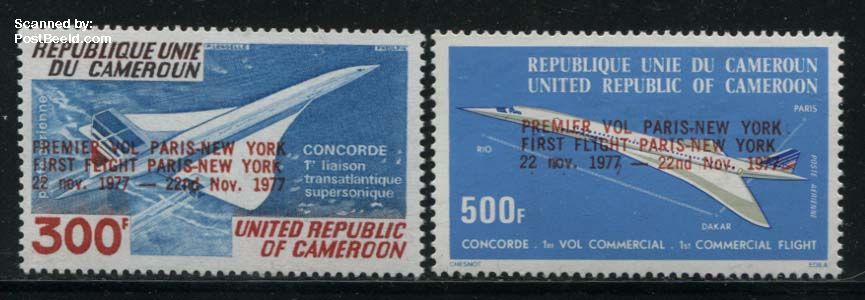 Scanned by:
PostBeeld.com
REPUBLIQUE UNIE
DU CAMEROUN
PREMIER VOL PARIS-NEW YORK
FIRST FLIGHT PARIS-NEW YORK
22 nov. 1977 — 22nd Nov. 1977
CONCORDE
1re liaison
transatlantique
supersonique
300F
UNITED REPUBLIC
OF CAMEROON
REPUBLIQUE UNIE DU CAMEROUN
UNITED REPUBLIC OF CAMEROON
PARIS
PREMIER VOL PARIS-NEW YORK
FIRST FLIGHT PARIS-NEW YORK
22 nov. 1977 — 22nd Nov. 1977
RIO
POSTE AERIENNE
500F
DAKAR
CONCORDE . 1er VOL COMMERCIAL . 1st COMMERCIAL FLIGHT
CHESNOT
EDILA